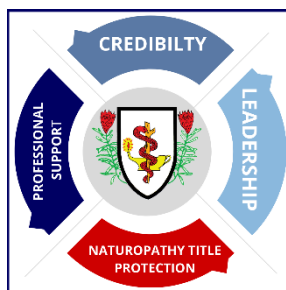 CREDIBILTY
LEADERSHIP
NATUROPATHY TITLE
PROTECTION
PROFESSIONAL
SUPPORT